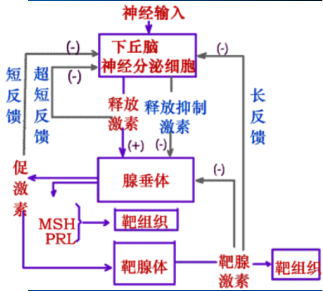 神经输入
(-)
(-)
下丘脑
神经分泌细胞
(-)
短反馈
超短反馈
释放
激素
释放抑制
激素
长反馈
(+)
(-)
促激素
腺垂体
(-)
MSH
PRL
靶组织
靶腺体
靶腺
激素
靶组织